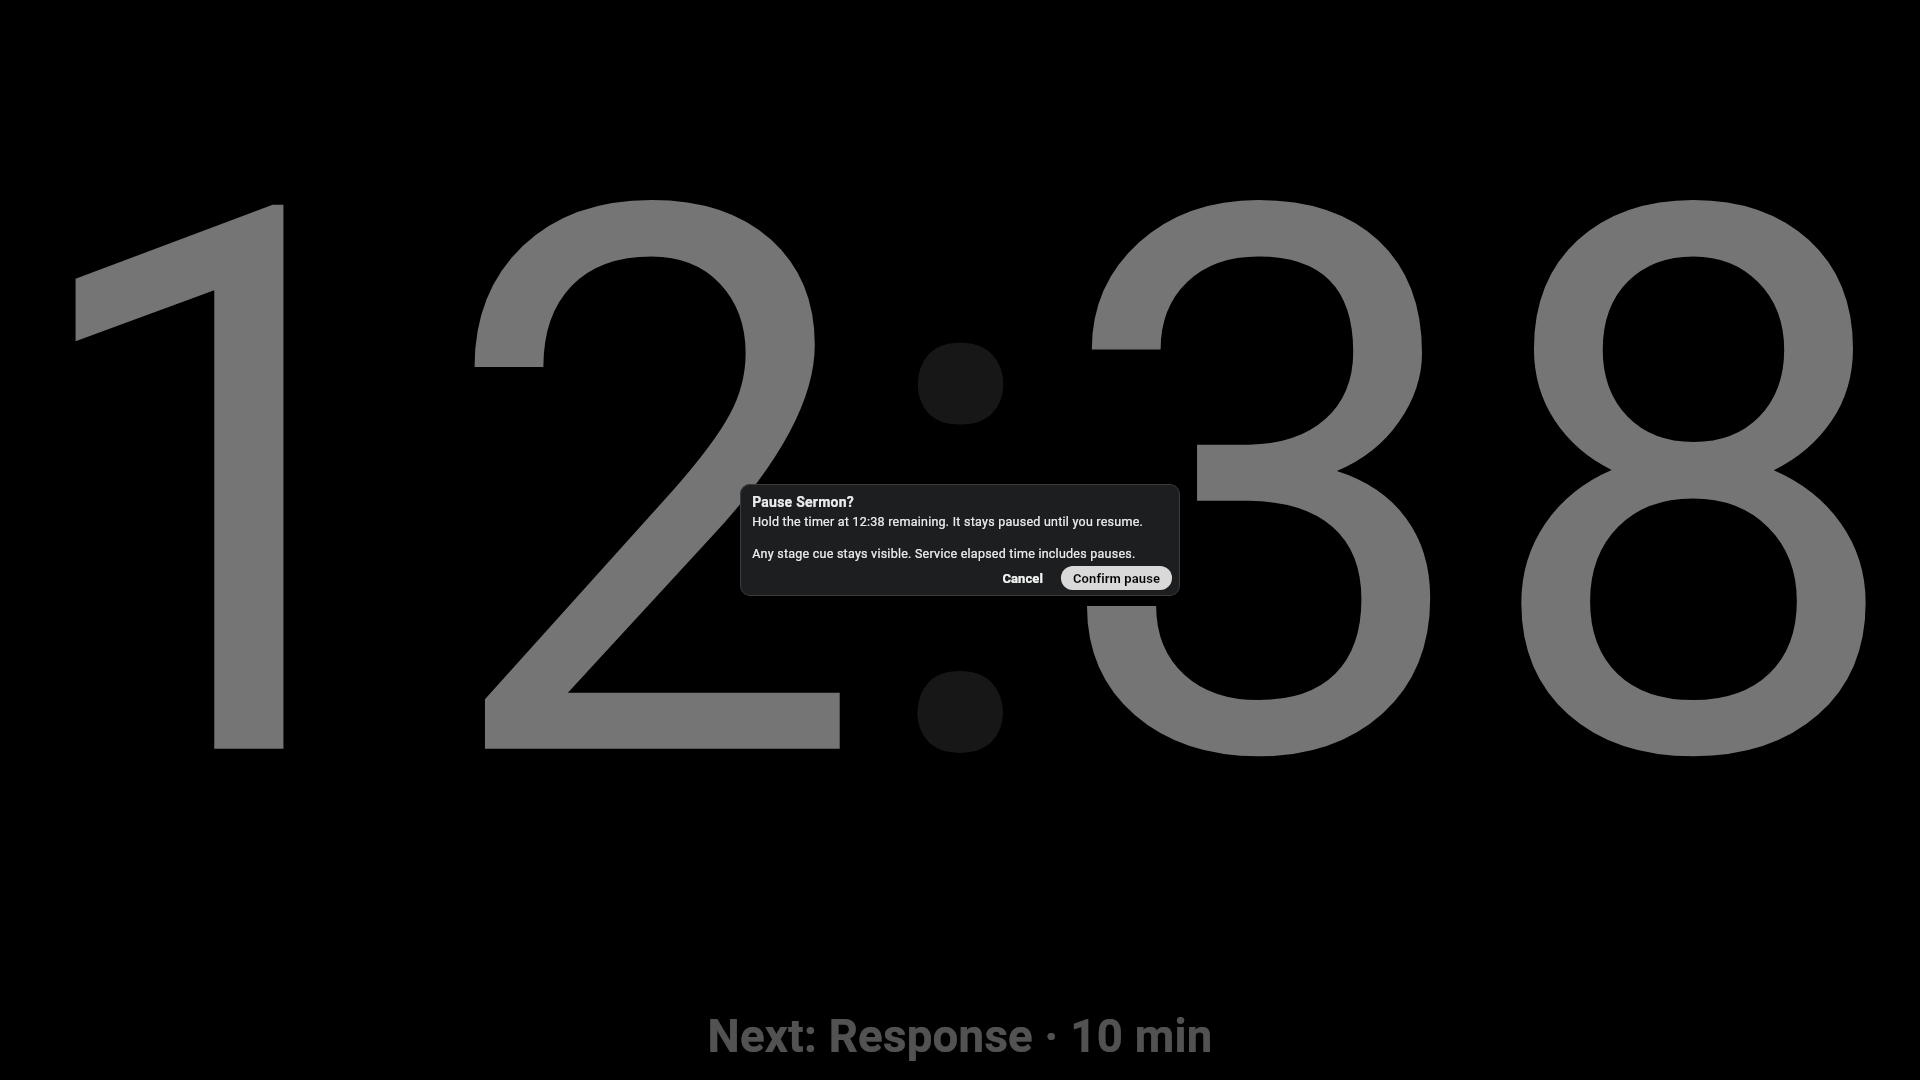 12:38
Pause Sermon?
Hold the timer at 12:38 remaining. It stays paused until you resume.
Any stage cue stays visible. Service elapsed time includes pauses.
Cancel
Confirm pause
Next: Response · 10 min